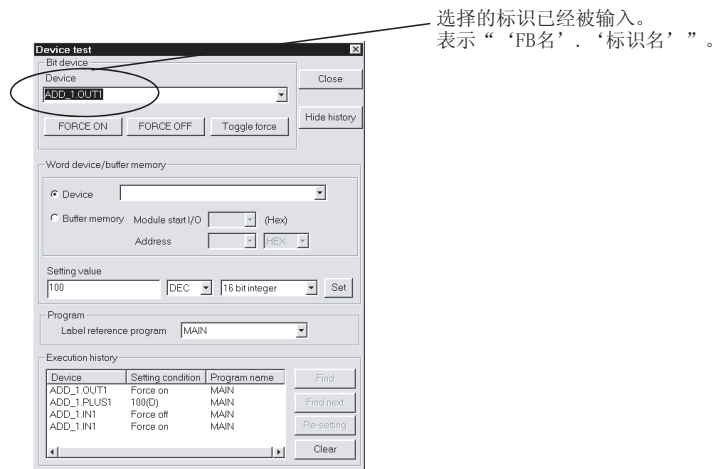 选择的标识已经被输入。
表示“ ‘FB名’. ‘标识名’ ”。
Device test
Bit device
Device
ADD_1.OUT1
Close
FORCE ON FORCE OFF Toggle force
Hide history
Word device/buffer memory
Device
Buffer memory Module start I/O (Hex)
Address HEX
Setting value
100 DEC 16 bit integer Set
Program
Label reference program MAIN
Execution history
Device Setting condition Program name
ADD_1.OUT1 Force on MAIN
ADD_1.PLUS1 100(D) MAIN
ADD_1.IN1 Force off MAIN
ADD_1.IN1 Force on MAIN
Find
Find next
Re-setting
Clear